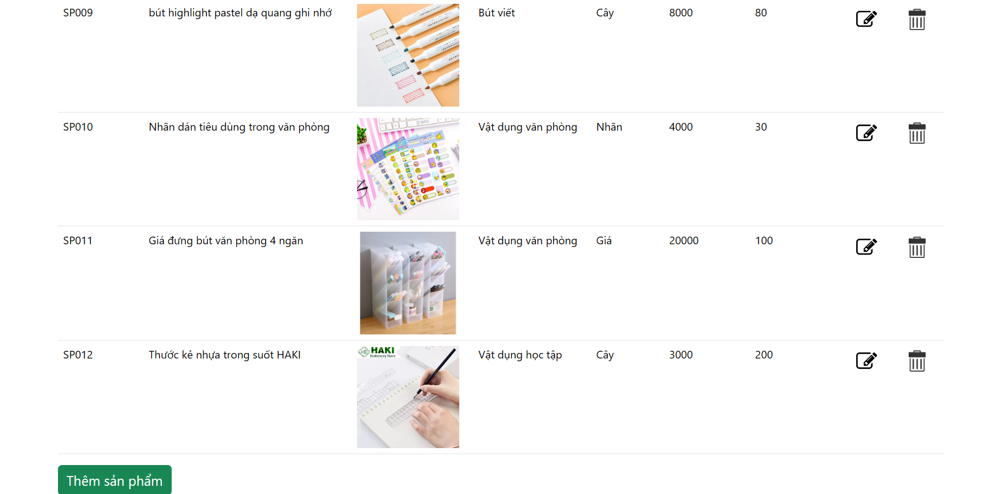 SP009 bút highlight pastel dạ quang ghi nhớ Bút viết Cây 8000 80
SP010 Nhãn dán tiêu dùng trong văn phòng Vật dụng văn phòng Nhãn 4000 30
Name Sticker
SP011 Giá đưng bút văn phòng 4 ngăn Vật dụng văn phòng Giá 20000 100
SP012 Thước kẻ nhựa trong suốt HAKI Vật dụng học tập Cây 3000 200
HAKI
Stationery Store
Thêm sản phẩm